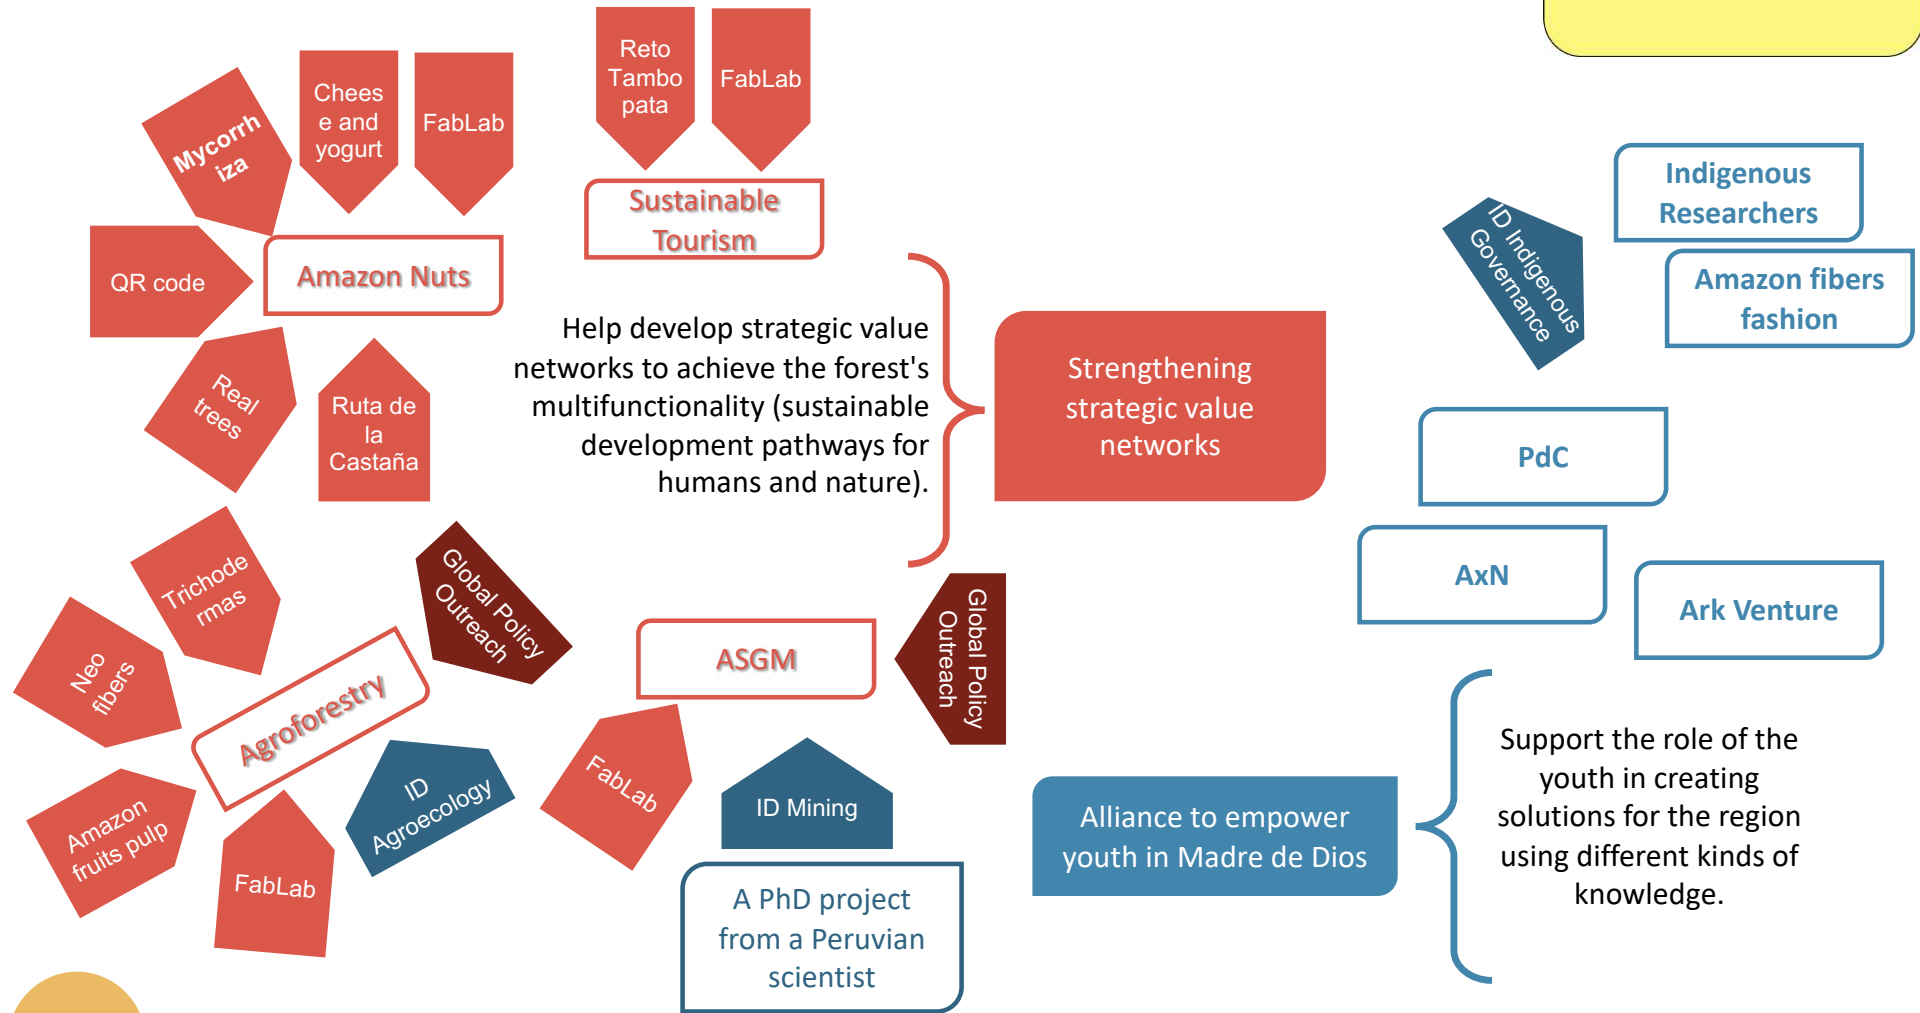 Reto
Tambo
pata
FabLab
Chees
e and
yogurt
FabLab
Mycorrh
iza
QR code
Amazon Nuts
Sustainable
Tourism
Real
trees
Ruta de
la
Castaña
Help develop strategic value
networks to achieve the forest's
multifunctionality (sustainable
development pathways for
humans and nature).
Strengthening
strategic value
networks
Indigenous
Researchers
Amazon fibers
fashion
ID Indigenous
Governance
PdC
AxN
Ark Venture
Trichode
rmas
Neo
fibers
Amazon
fruits pulp
FabLab
ID
Agroecology
Agroforestry
Global Policy
Outreach
ASGM
Global Policy
Outreach
FabLab
ID Mining
A PhD project
from a Peruvian
scientist
Alliance to empower
youth in Madre de Dios
Support the role of the
youth in creating
solutions for the region
using different kinds of
knowledge.